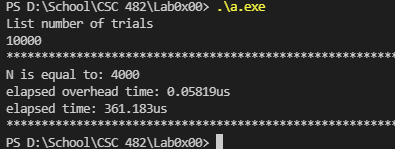 PS D:\School\CSC 482\Lab0x00> .\a.exe
List number of trials
10000
*******************************************************
N is equal to: 4000
elapsed overhead time: 0.05819us
elapsed time: 361.183us
*******************************************************
PS D:\School\CSC 482\Lab0x00>